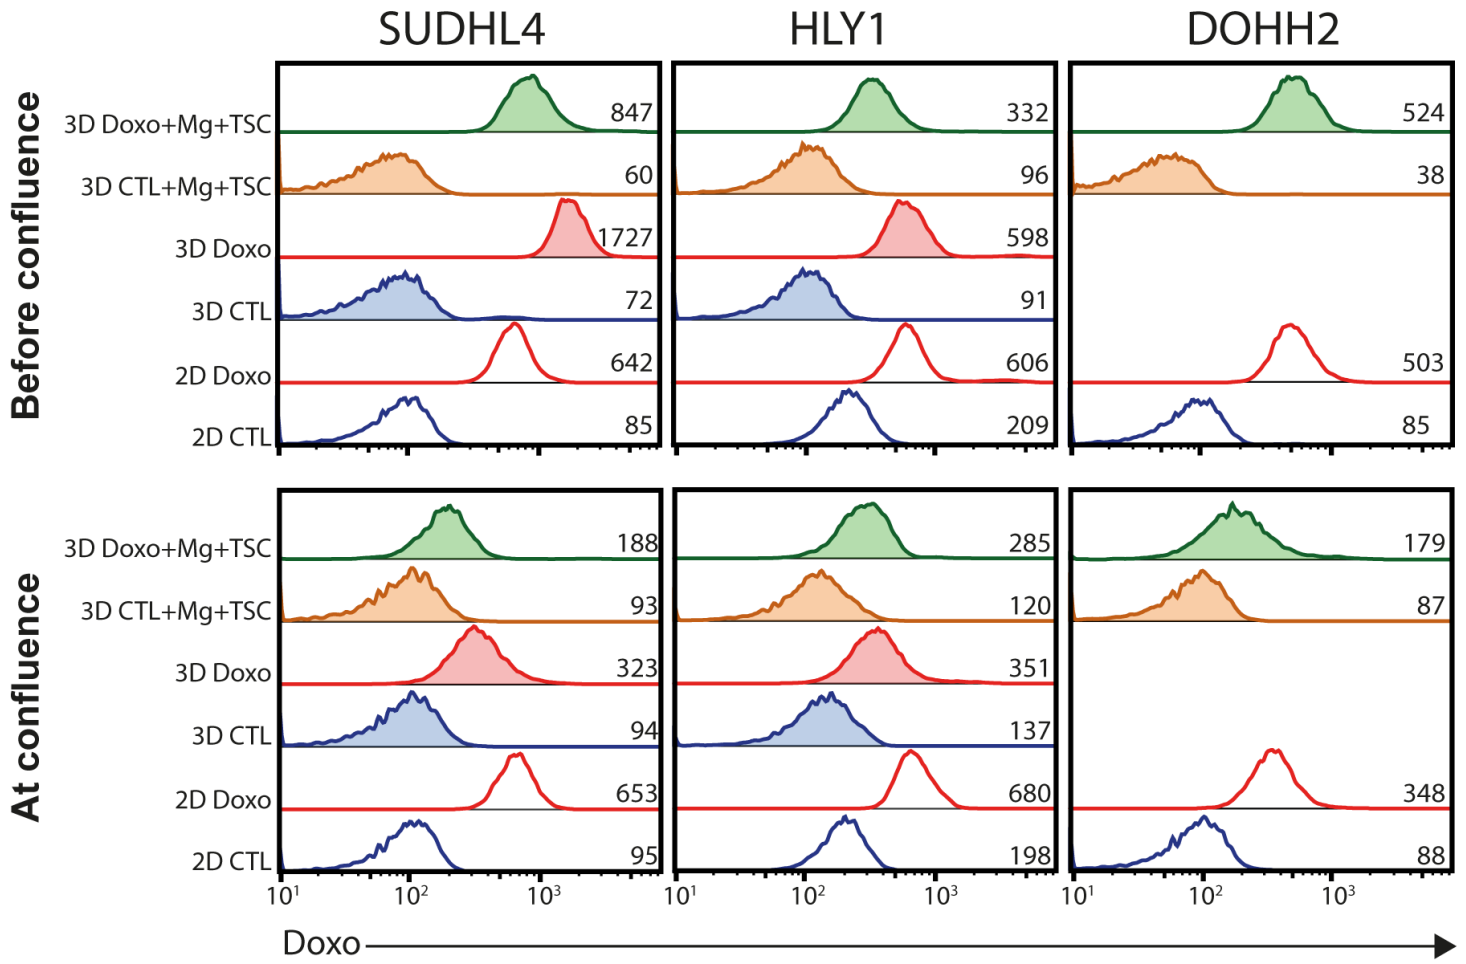 SUDHL4 HLY1 DOHH2
Before confluence
3D Doxo+Mg+TSC 847 332 524
3D CTL+Mg+TSC 60 96 38
3D Doxo 1727 598
3D CTL 72 91
2D Doxo 642 606 503
2D CTL 85 209 85
At confluence
3D Doxo+Mg+TSC 188 285 179
3D CTL+Mg+TSC 93 120 87
3D Doxo 323 351
3D CTL 94 137
2D Doxo 653 680 348
2D CTL 95 198 88
10¹ 10² 10³ 10¹ 10² 10³ 10¹ 10² 10³
Doxo